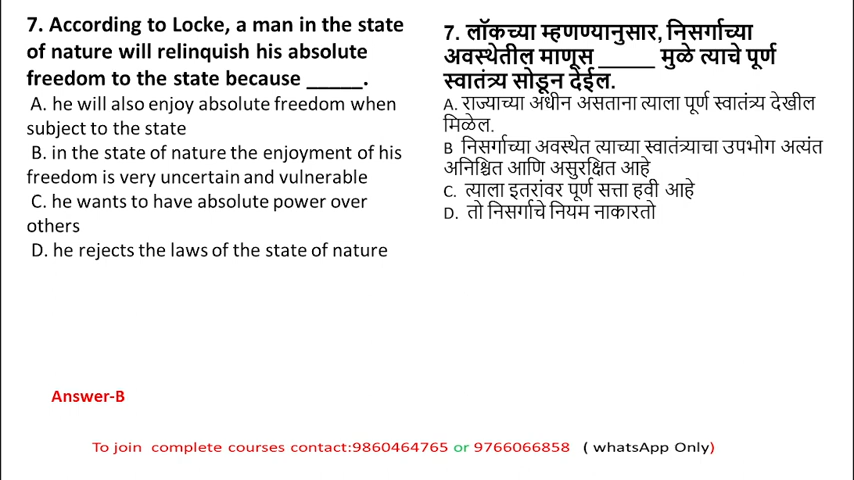 7. According to Locke, a man in the state
of nature will relinquish his absolute
freedom to the state because _____.
A. he will also enjoy absolute freedom when
subject to the state
B. in the state of nature the enjoyment of his
freedom is very uncertain and vulnerable
C. he wants to have absolute power over
others
D. he rejects the laws of the state of nature
7. लॉकच्या म्हणण्यानुसार, निसर्गाच्या
अवस्थेतील माणूस _____ मुळे त्याचे पूर्ण
स्वातंत्र्य सोडून देईल.
A. राज्याच्या अधीन असताना त्याला पूर्ण स्वातंत्र्य देखील
मिळेल.
B निसर्गाच्या अवस्थेत त्याच्या स्वातंत्र्याचा उपभोग अत्यंत
अनिश्चित आणि असुरक्षित आहे
C. त्याला इतरांवर पूर्ण सत्ता हवी आहे
D. तो निसर्गाचे नियम नाकारतो
Answer-B
To join complete courses contact:9860464765 or 9766066858 ( whatsApp Only)